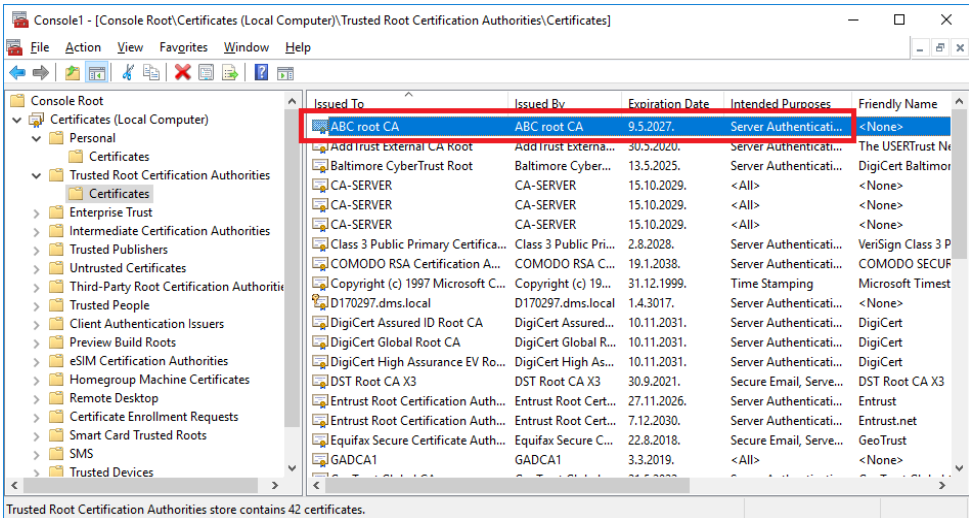 Console1 - [Console Root\Certificates (Local Computer)\Trusted Root Certification Authorities\Certificates]
File Action View Favorites Window Help
Console Root
Certificates (Local Computer)
Personal
Certificates
Trusted Root Certification Authorities
Certificates
Enterprise Trust
Intermediate Certification Authorities
Trusted Publishers
Untrusted Certificates
Third-Party Root Certification Authoritie
Trusted People
Client Authentication Issuers
Preview Build Roots
eSIM Certification Authorities
Homegroup Machine Certificates
Remote Desktop
Certificate Enrollment Requests
Smart Card Trusted Roots
SMS
Trusted Devices
Issued To Issued By Expiration Date Intended Purposes Friendly Name
ABC root CA ABC root CA 9.5.2027. Server Authenticati... <None>
AddTrust External CA Root AddTrust Externa... 30.5.2020. Server Authenticati... The USERTrust Ne
Baltimore CyberTrust Root Baltimore Cyber... 13.5.2025. Server Authenticati... DigiCert Baltimor
CA-SERVER CA-SERVER 15.10.2029. <All> <None>
CA-SERVER CA-SERVER 15.10.2029. <All> <None>
CA-SERVER CA-SERVER 15.10.2029. <All> <None>
Class 3 Public Primary Certifica... Class 3 Public Pri... 2.8.2028. Server Authenticati... VeriSign Class 3 P
COMODO RSA Certification A... COMODO RSA C... 19.1.2038. Server Authenticati... COMODO SECUR
Copyright (c) 1997 Microsoft C... Copyright (c) 19... 31.12.1999. Time Stamping Microsoft Timest
D170297.dms.local D170297.dms.local 1.4.3017. Server Authenticati... <None>
DigiCert Assured ID Root CA DigiCert Assured... 10.11.2031. Server Authenticati... DigiCert
DigiCert Global Root CA DigiCert Global R... 10.11.2031. Server Authenticati... DigiCert
DigiCert High Assurance EV Ro... DigiCert High As... 10.11.2031. Server Authenticati... DigiCert
DST Root CA X3 DST Root CA X3 30.9.2021. Secure Email, Serve... DST Root CA X3
Entrust Root Certification Auth... Entrust Root Cert... 27.11.2026. Server Authenticati... Entrust
Entrust Root Certification Auth... Entrust Root Cert... 7.12.2030. Server Authenticati... Entrust.net
Equifax Secure Certificate Auth... Equifax Secure C... 22.8.2018. Secure Email, Serve... GeoTrust
GADCA1 GADCA1 3.3.2019. <All> <None>
Trusted Root Certification Authorities store contains 42 certificates.